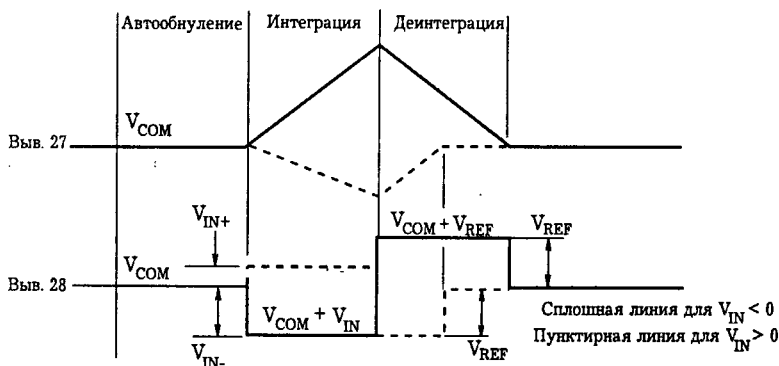 Автообнуление Интеграция Деинтеграция
V_COM
Выв. 27
V_IN+
V_COM + V_REF V_REF
V_COM
Выв. 28
V_COM + V_IN
Сплошная линия для V_IN < 0
Пунктирная линия для V_IN > 0
V_IN- V_REF